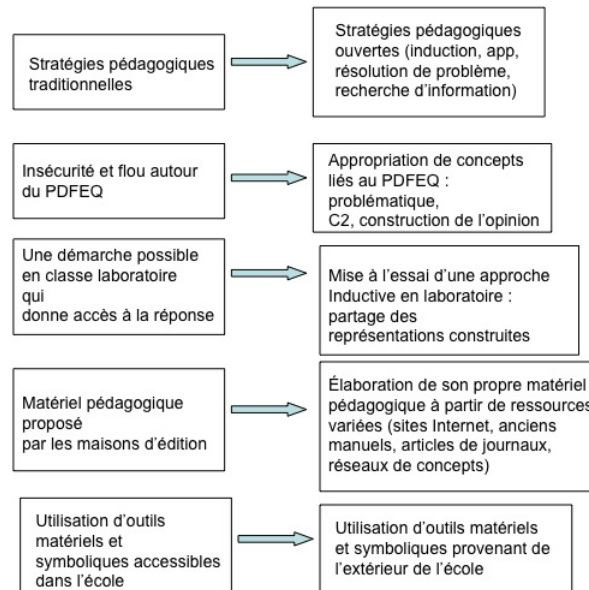 Stratégies pédagogiques
traditionnelles
Stratégies pédagogiques
ouvertes (induction, app,
résolution de problème,
recherche d'information)
Insécurité et flou autour
du PDFEQ
Appropriation de concepts
liés au PDFEQ :
problématique,
C2, construction de l'opinion
Une démarche possible
en classe laboratoire
qui
donne accès à la réponse
Mise à l'essai d'une approche
Inductive en laboratoire :
partage des
représentations construites
Matériel pédagogique
proposé
par les maisons d'édition
Élaboration de son propre matériel
pédagogique à partir de ressources
variées (sites Internet, anciens
manuels, articles de journaux,
réseaux de concepts)
Utilisation d'outils
matériels et
symboliques accessibles
dans l'école
Utilisation d'outils matériels
et symboliques provenant de
l'extérieur de l'école